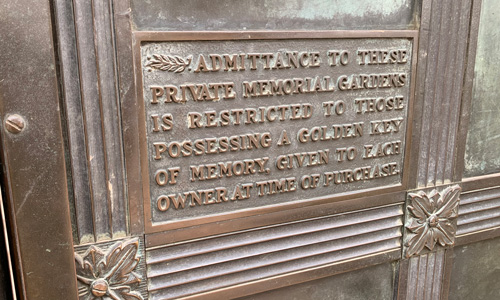 ADMITTANCE TO THESE
PRIVATE MEMORIAL GARDENS
IS RESTRICTED TO THOSE
POSSESSING A GOLDEN KEY
OF MEMORY, GIVEN TO EACH
OWNER AT TIME OF PURCHASE.